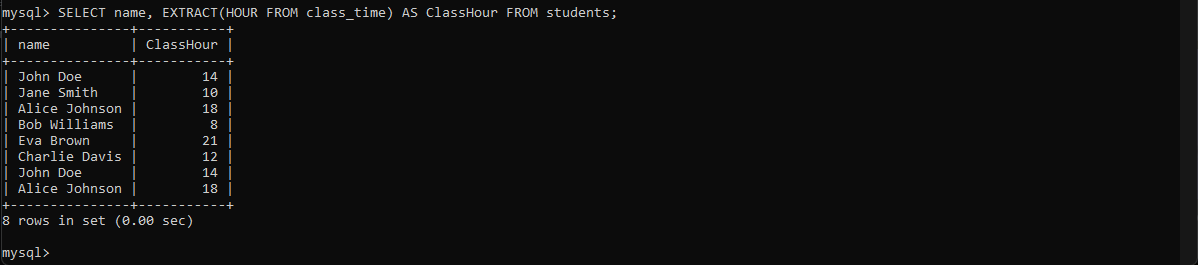 mysql> SELECT name, EXTRACT(HOUR FROM class_time) AS ClassHour FROM students;
+---------------+-----------+
| name          | ClassHour |
+---------------+-----------+
| John Doe      |        14 |
| Jane Smith    |        10 |
| Alice Johnson |        18 |
| Bob Williams  |         8 |
| Eva Brown     |        21 |
| Charlie Davis |        12 |
| John Doe      |        14 |
| Alice Johnson |        18 |
+---------------+-----------+
8 rows in set (0.00 sec)
mysql>